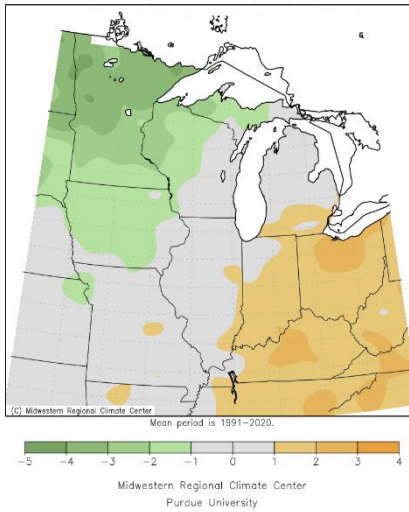 (C) Midwestern Regional Climate Center
Mean period is 1991-2020.
-5 -4 -3 -2 -1 0 1 2 3 4
Midwestern Regional Climate Center
Purdue University